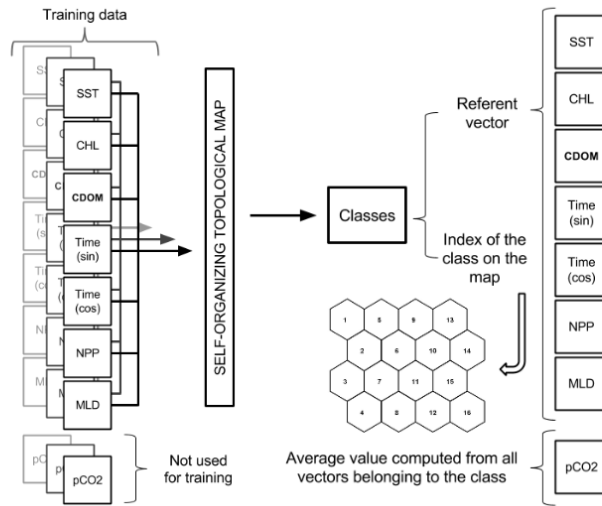 Training data
SST
CHL
CDOM
Time
(sin)
Time
(cos)
NPP
MLD
pCO2
Not used
for training
SELF-ORGANIZING TOPOLOGICAL MAP
Classes
Referent
vector
Index of the
class on the
map
1
5
9
13
2
6
10
14
3
7
11
15
4
8
12
16
Average value computed from all
vectors belonging to the class
SST
CHL
CDOM
Time
(sin)
Time
(cos)
NPP
MLD
pCO2